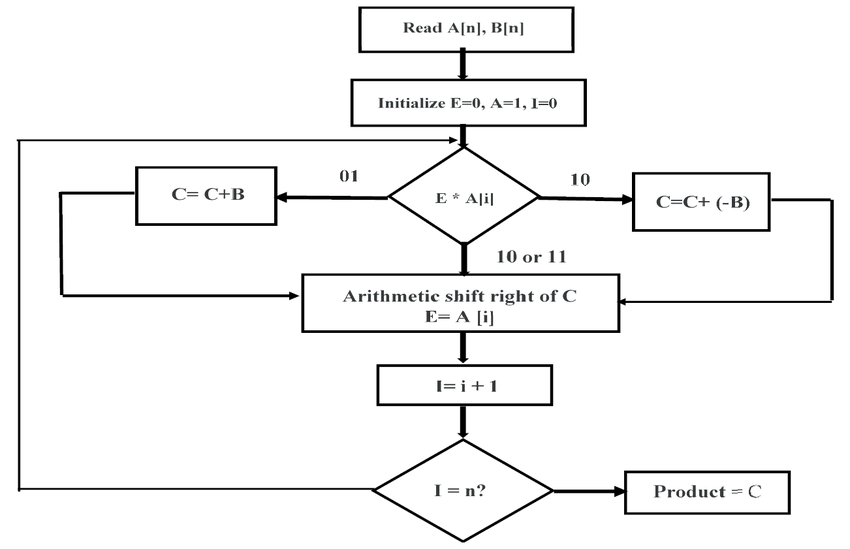 Read A[n], B[n]
Initialize E=0, A=1, I=0
01
10
C= C+B
E * A[i]
C=C+ (-B)
10 or 11
Arithmetic shift right of C
E= A [i]
I= i + 1
I = n?
Product = C